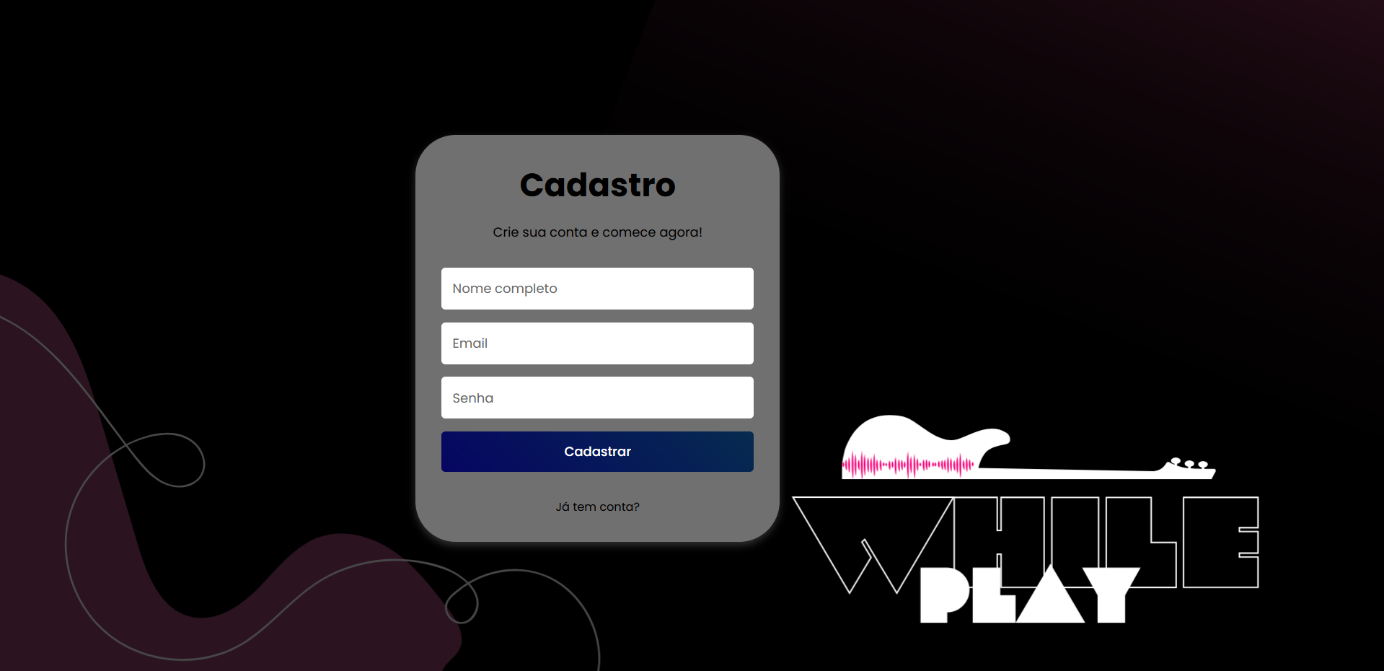 Cadastro
Crie sua conta e comece agora!
Nome completo
Email
Senha
Cadastrar
Já tem conta?
WHILE
PLAY